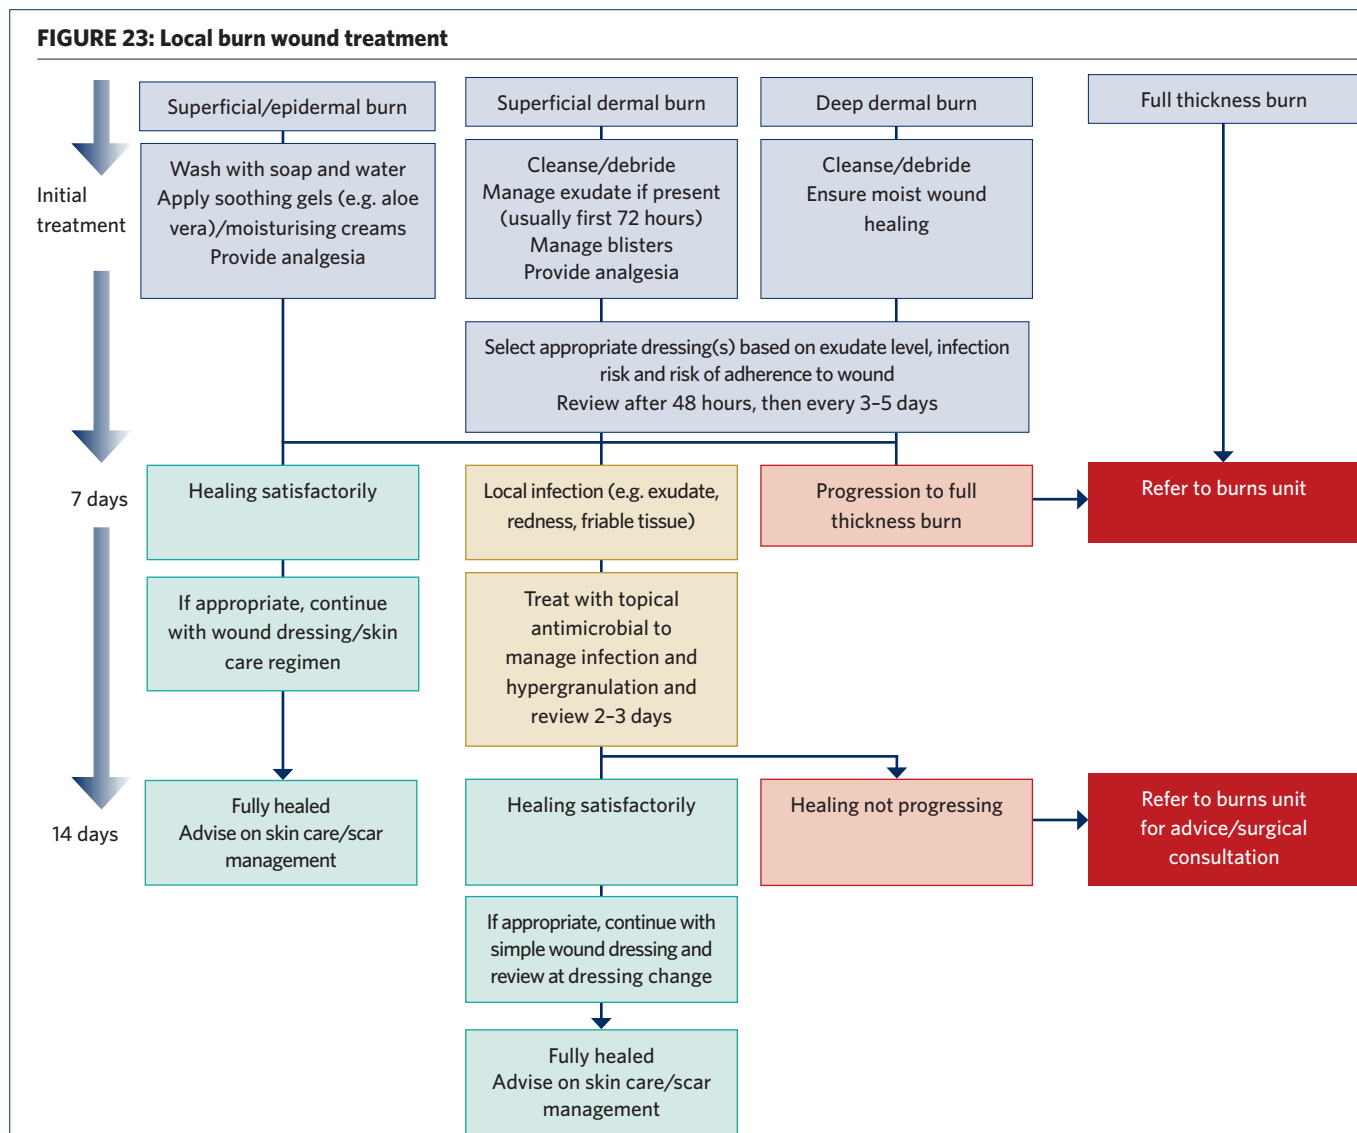 FIGURE 23: Local burn wound treatment
Superficial/epidermal burn
Superficial dermal burn
Deep dermal burn
Full thickness burn
Initial
treatment
Wash with soap and water
Apply soothing gels (e.g. aloe
vera)/moisturising creams
Provide analgesia
Cleanse/debride
Manage exudate if present
(usually first 72 hours)
Manage blisters
Provide analgesia
Cleanse/debride
Ensure moist wound
healing
Select appropriate dressing(s) based on exudate level, infection
risk and risk of adherence to wound
Review after 48 hours, then every 3–5 days
7 days
Healing satisfactorily
Local infection (e.g. exudate,
redness, friable tissue)
Progression to full
thickness burn
Refer to burns unit
If appropriate, continue
with wound dressing/skin
care regimen
Treat with topical
antimicrobial to
manage infection and
hypergranulation and
review 2–3 days
14 days
Fully healed
Advise on skin care/scar
management
Healing satisfactorily
Healing not progressing
Refer to burns unit
for advice/surgical
consultation
If appropriate, continue with
simple wound dressing and
review at dressing change
Fully healed
Advise on skin care/scar
management